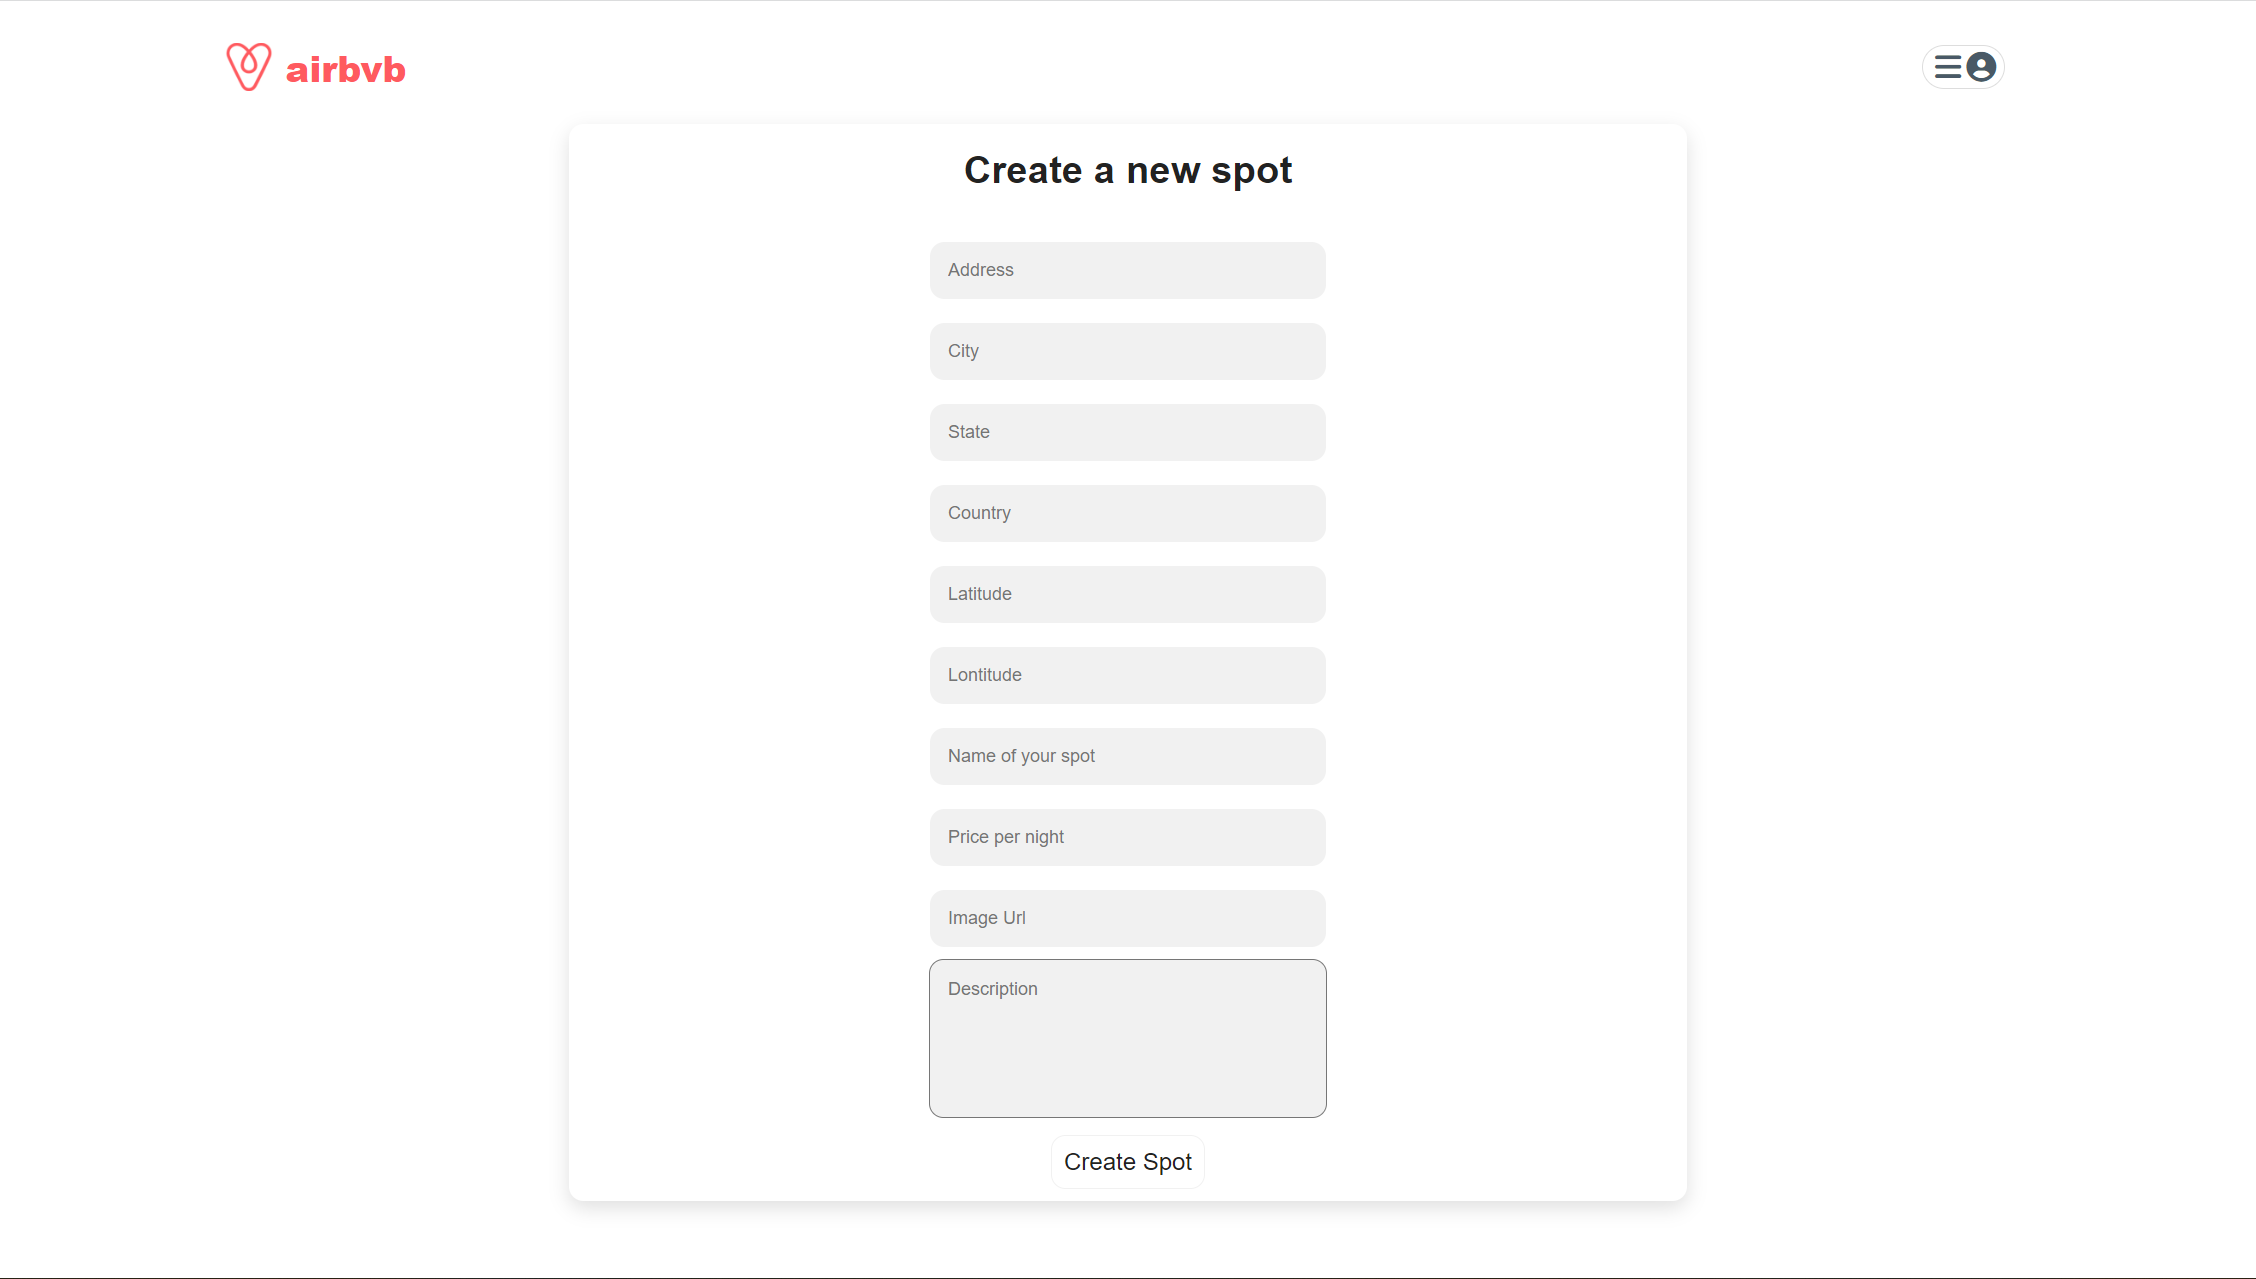 airbvb
Create a new spot
Address
City
State
Country
Latitude
Lontitude
Name of your spot
Price per night
Image Url
Description
Create Spot